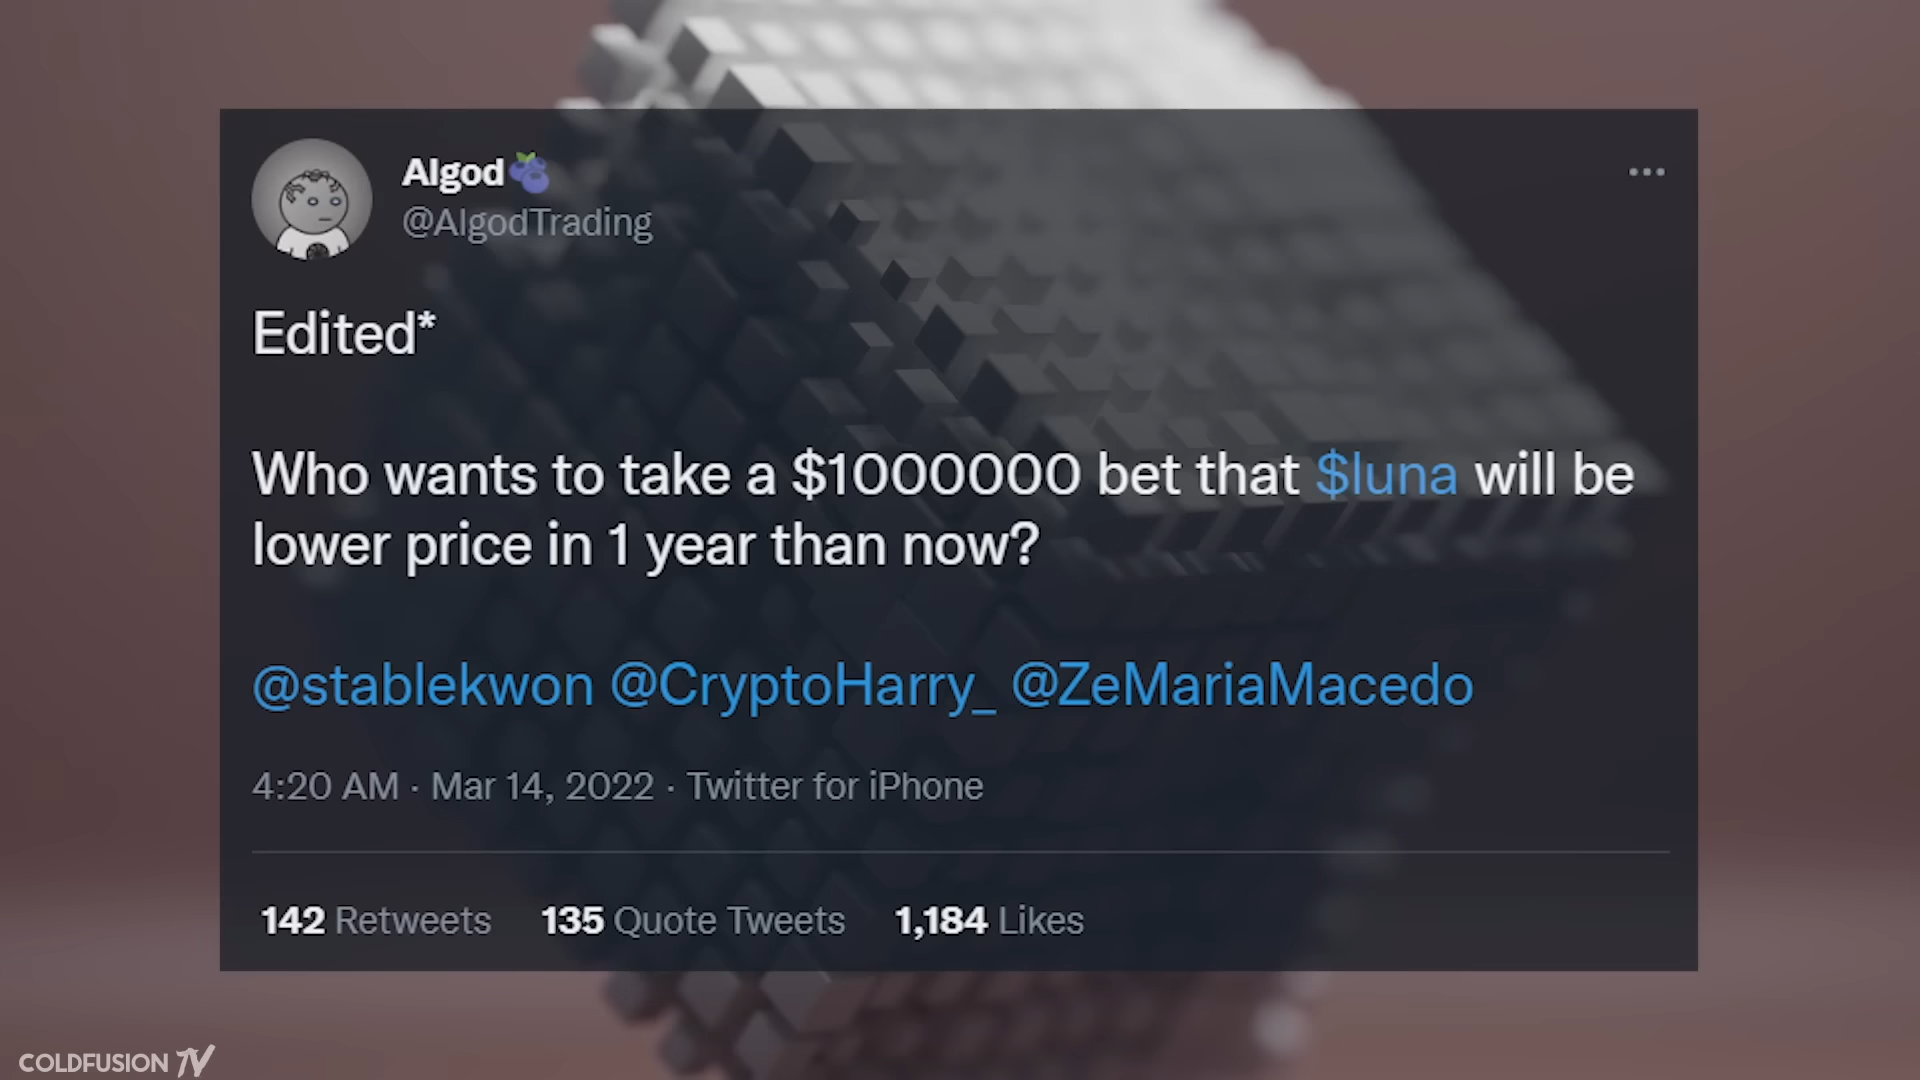 Algod
@AlgodTrading
Edited*
Who wants to take a $1000000 bet that $luna will be
lower price in 1 year than now?
@stablekwon @CryptoHarry_ @ZeMariaMacedo
4:20 AM · Mar 14, 2022 · Twitter for iPhone
142 Retweets 135 Quote Tweets 1,184 Likes
COLDFUSION TV